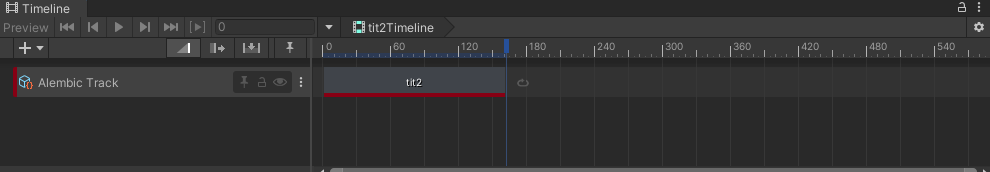 Timeline
Preview 0 tit2Timeline
0 60 120 180 240 300 360 420 480 540
Alembic Track tit2